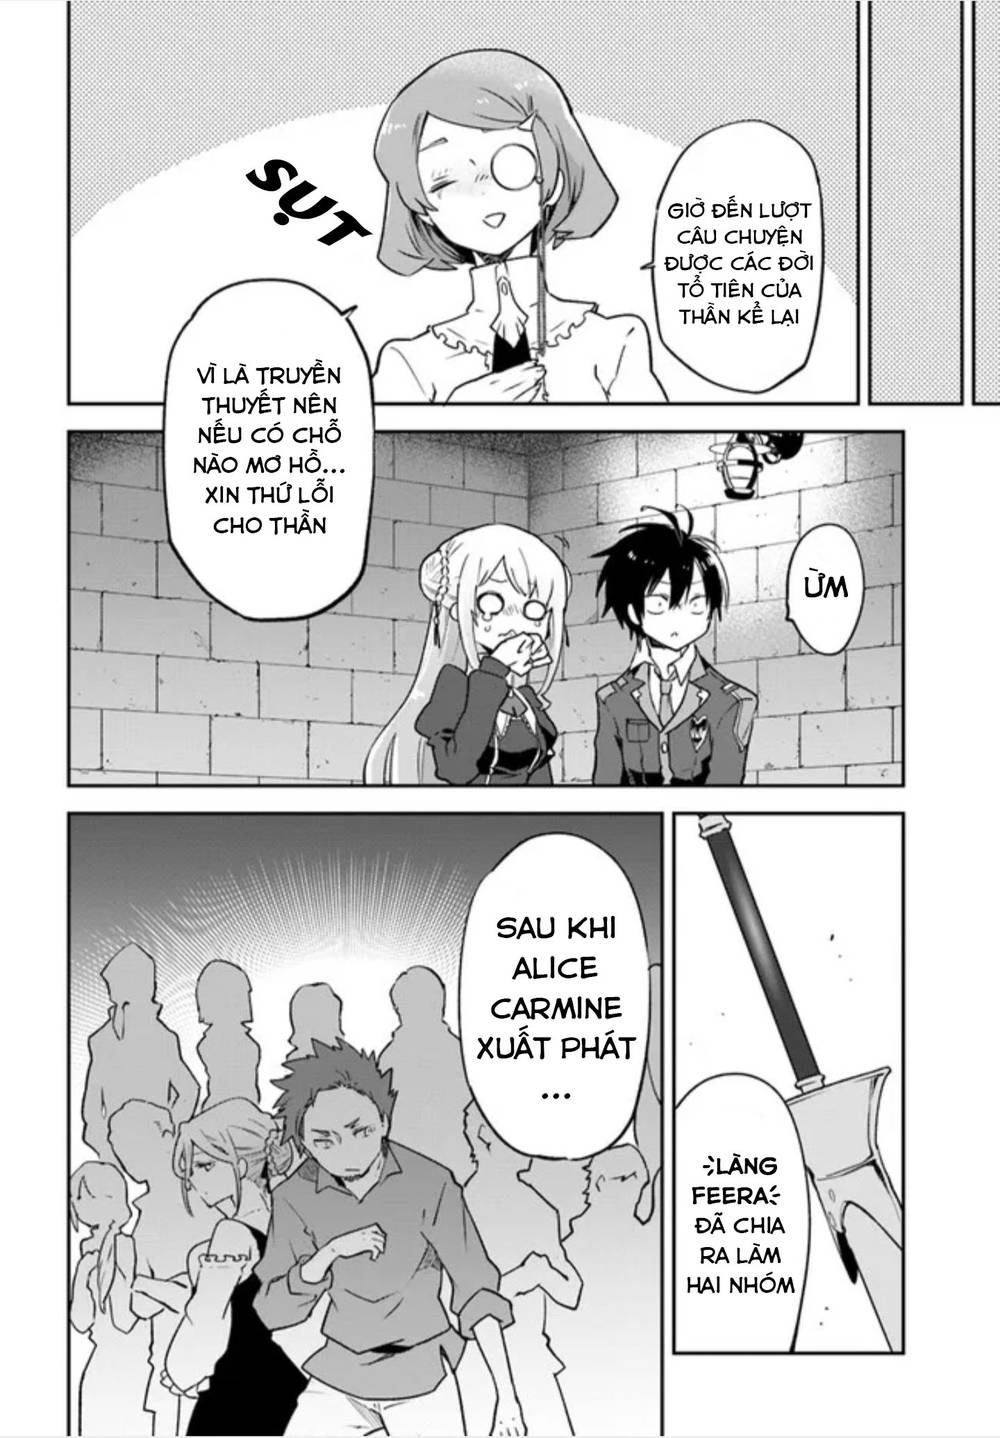 GIỜ ĐẾN LƯỢT
CÂU CHUYỆN
ĐƯỢC CÁC ĐỜI
TỔ TIÊN CỦA
THẦN KỂ LẠI
SỤT
VÌ LÀ TRUYỀN
THUYẾT NÊN
NẾU CÓ CHỖ
NÀO MƠ HỒ...
XIN THỨ LỖI
CHO THẦN
ỪM
SAU KHI
ALICE
CARMINE
XUẤT PHÁT
...
LÀNG
FEERA
ĐÃ CHIA
RA LÀM
HAI NHÓM